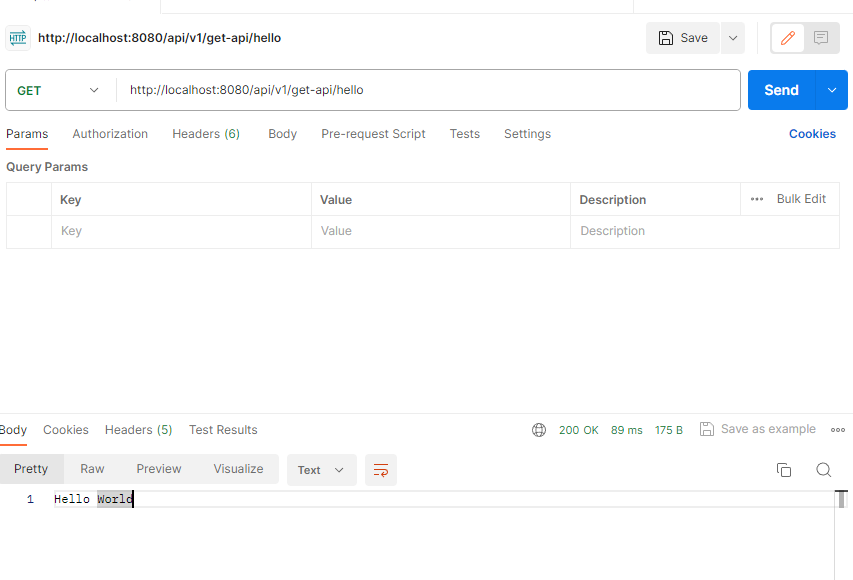 HTTP http://localhost:8080/api/v1/get-api/hello Save
GET http://localhost:8080/api/v1/get-api/hello Send
Params Authorization Headers (6) Body Pre-request Script Tests Settings Cookies
Query Params
Key Value Description ••• Bulk Edit
Key Value Description
Body Cookies Headers (5) Test Results 200 OK 89 ms 175 B Save as example
Pretty Raw Preview Visualize Text
1 Hello World